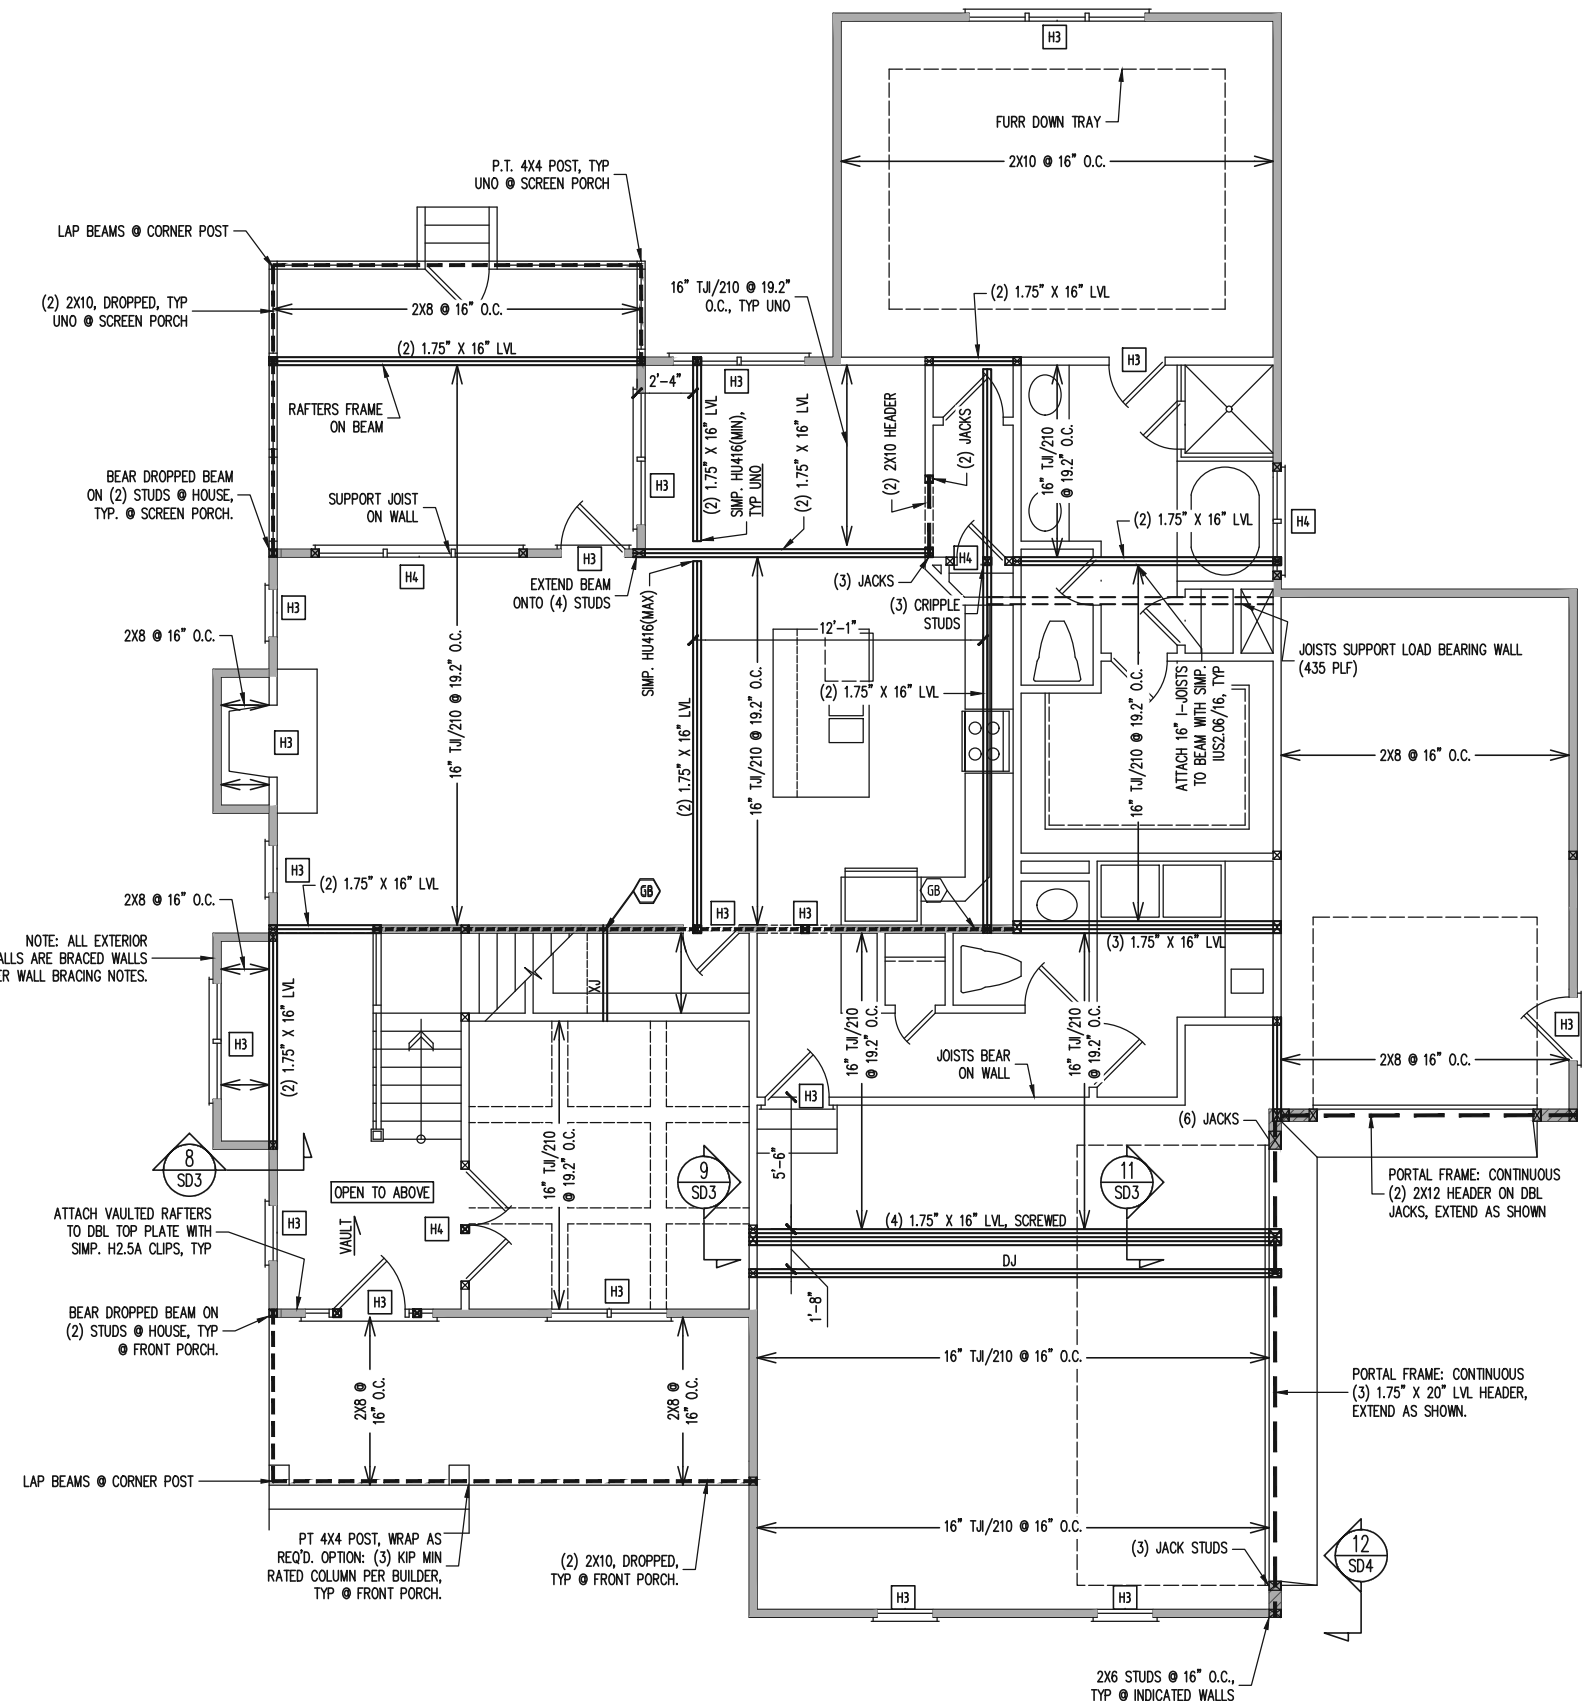 H3
FURR DOWN TRAY
2X10 @ 16" O.C.
P.T. 4X4 POST, TYP
UNO @ SCREEN PORCH
LAP BEAMS @ CORNER POST
(2) 2X10, DROPPED, TYP
UNO @ SCREEN PORCH
2X8 @ 16" O.C.
16" TJI/210 @ 19.2"
O.C., TYP UNO
(2) 1.75" X 16" LVL
(2) 1.75" X 16" LVL
2'-4"
H3
H3
RAFTERS FRAME
ON BEAM
(2) 1.75" X 16" LVL
SIMP. HU416(MIN),
TYP UNO
(2) 1.75" X 16" LVL
(2) 2X10 HEADER
(2) JACKS
16" TJI/210
@ 19.2" O.C.
BEAR DROPPED BEAM
ON (2) STUDS @ HOUSE,
TYP. @ SCREEN PORCH.
SUPPORT JOIST
ON WALL
H3
(2) 1.75" X 16" LVL
H4
H4
H3
H4
EXTEND BEAM
ONTO (4) STUDS
(3) JACKS
(3) CRIPPLE
STUDS
H3
2X8 @ 16" O.C.
16" TJI/210 @ 19.2" O.C.
SIMP. HU416(MAX)
12'-1"
JOISTS SUPPORT LOAD BEARING WALL
(435 PLF)
(2) 1.75" X 16" LVL
ATTACH 16" I-JOISTS
TO BEAM WITH SIMP.
IUS2.06/16, TYP
H3
(2) 1.75" X 16" LVL
16" TJI/210 @ 19.2" O.C.
16" TJI/210 @ 19.2" O.C.
2X8 @ 16" O.C.
H3
(2) 1.75" X 16" LVL
GB
GB
2X8 @ 16" O.C.
H3
H3
NOTE: ALL EXTERIOR
ALLS ARE BRACED WALLS
ER WALL BRACING NOTES.
(3) 1.75" X 16" LVL
(2) 1.75" X 16" LVL
XJ
H3
16" TJI/210
@ 19.2" O.C.
JOISTS BEAR
ON WALL
16" TJI/210
@ 19.2" O.C.
H3
2X8 @ 16" O.C.
H3
(6) JACKS
8
SD3
16" TJI/210
@ 19.2" O.C.
9
SD3
5'-6"
11
SD3
PORTAL FRAME: CONTINUOUS
(2) 2X12 HEADER ON DBL
JACKS, EXTEND AS SHOWN
OPEN TO ABOVE
ATTACH VAULTED RAFTERS
TO DBL TOP PLATE WITH
SIMP. H2.5A CLIPS, TYP
H3
VAULT
H4
(4) 1.75" X 16" LVL, SCREWED
DJ
H3
H3
1'-8"
BEAR DROPPED BEAM ON
(2) STUDS @ HOUSE, TYP
@ FRONT PORCH.
16" TJI/210 @ 16" O.C.
2X8 @
16" O.C.
2X8 @
16" O.C.
PORTAL FRAME: CONTINUOUS
(3) 1.75" X 20" LVL HEADER,
EXTEND AS SHOWN.
LAP BEAMS @ CORNER POST
16" TJI/210 @ 16" O.C.
PT 4X4 POST, WRAP AS
REQ'D. OPTION: (3) KIP MIN
RATED COLUMN PER BUILDER,
TYP @ FRONT PORCH.
(2) 2X10, DROPPED,
TYP @ FRONT PORCH.
(3) JACK STUDS
12
SD4
H3
H3
2X6 STUDS @ 16" O.C.,
TYP @ INDICATED WALLS